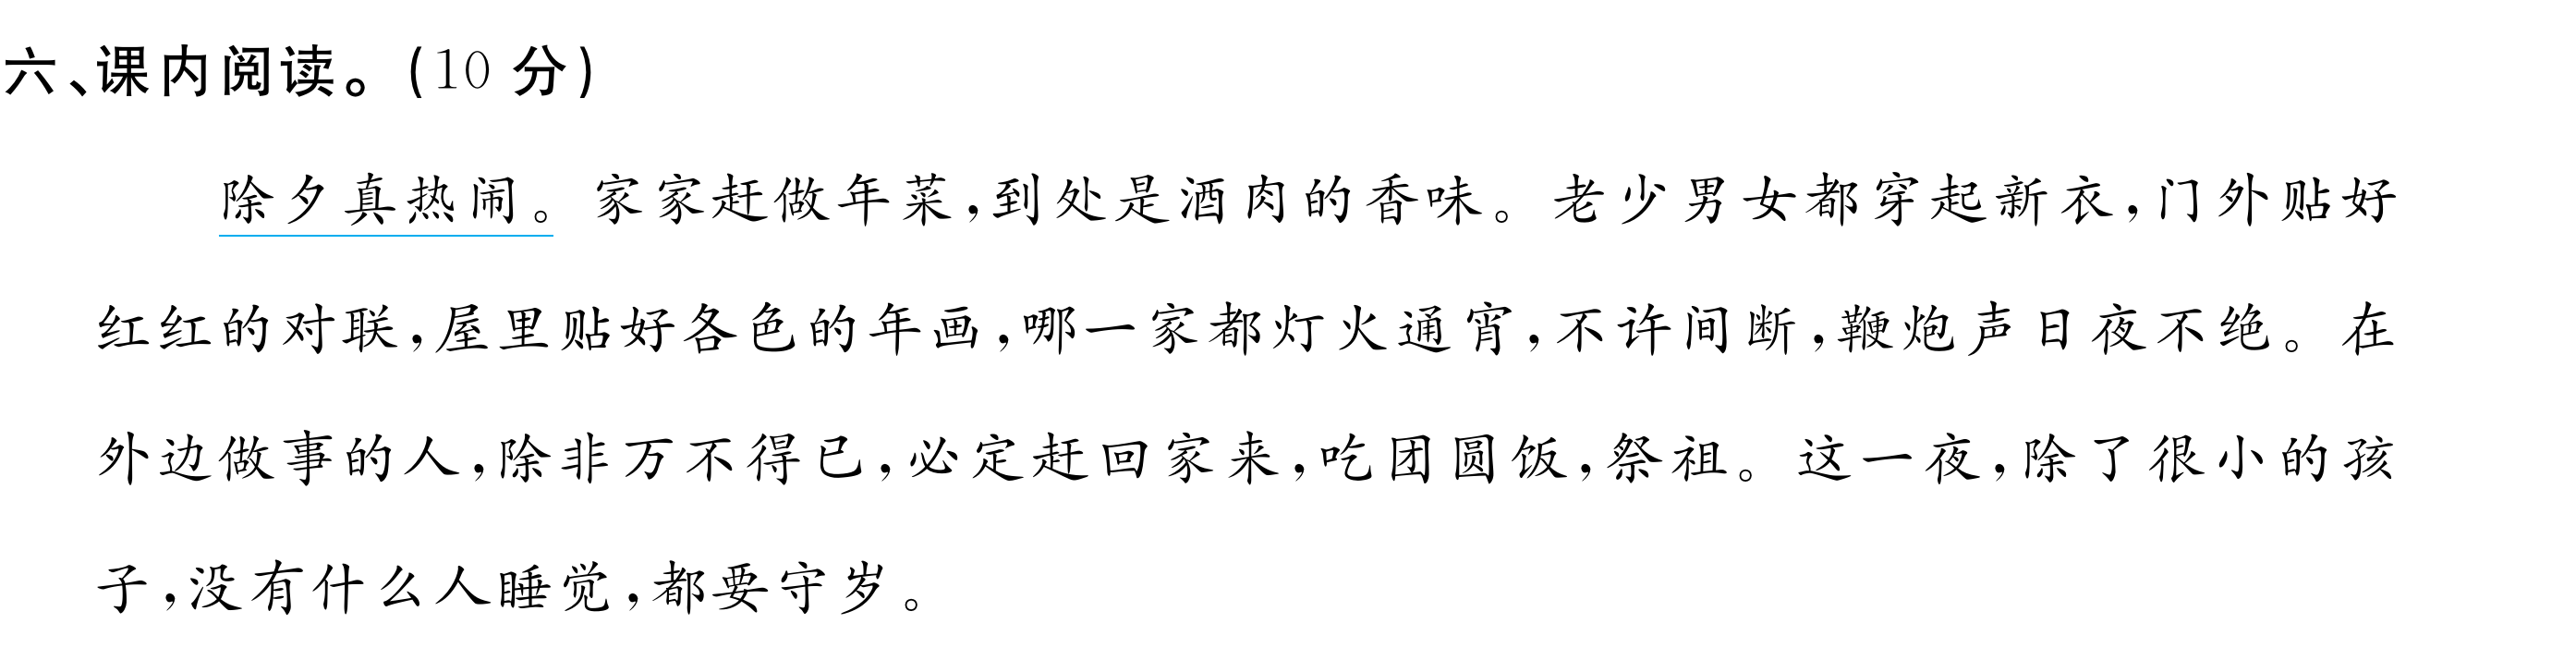 六、课内阅读。(10 分)
除夕真热闹。家家赶做年菜,到处是酒肉的香味。老少男女都穿起新衣,门外贴好
红红的对联,屋里贴好各色的年画,哪一家都灯火通宵,不许间断,鞭炮声日夜不绝。在
外边做事的人,除非万不得已,必定赶回家来,吃团圆饭,祭祖。这一夜,除了很小的孩
子,没有什么人睡觉,都要守岁。